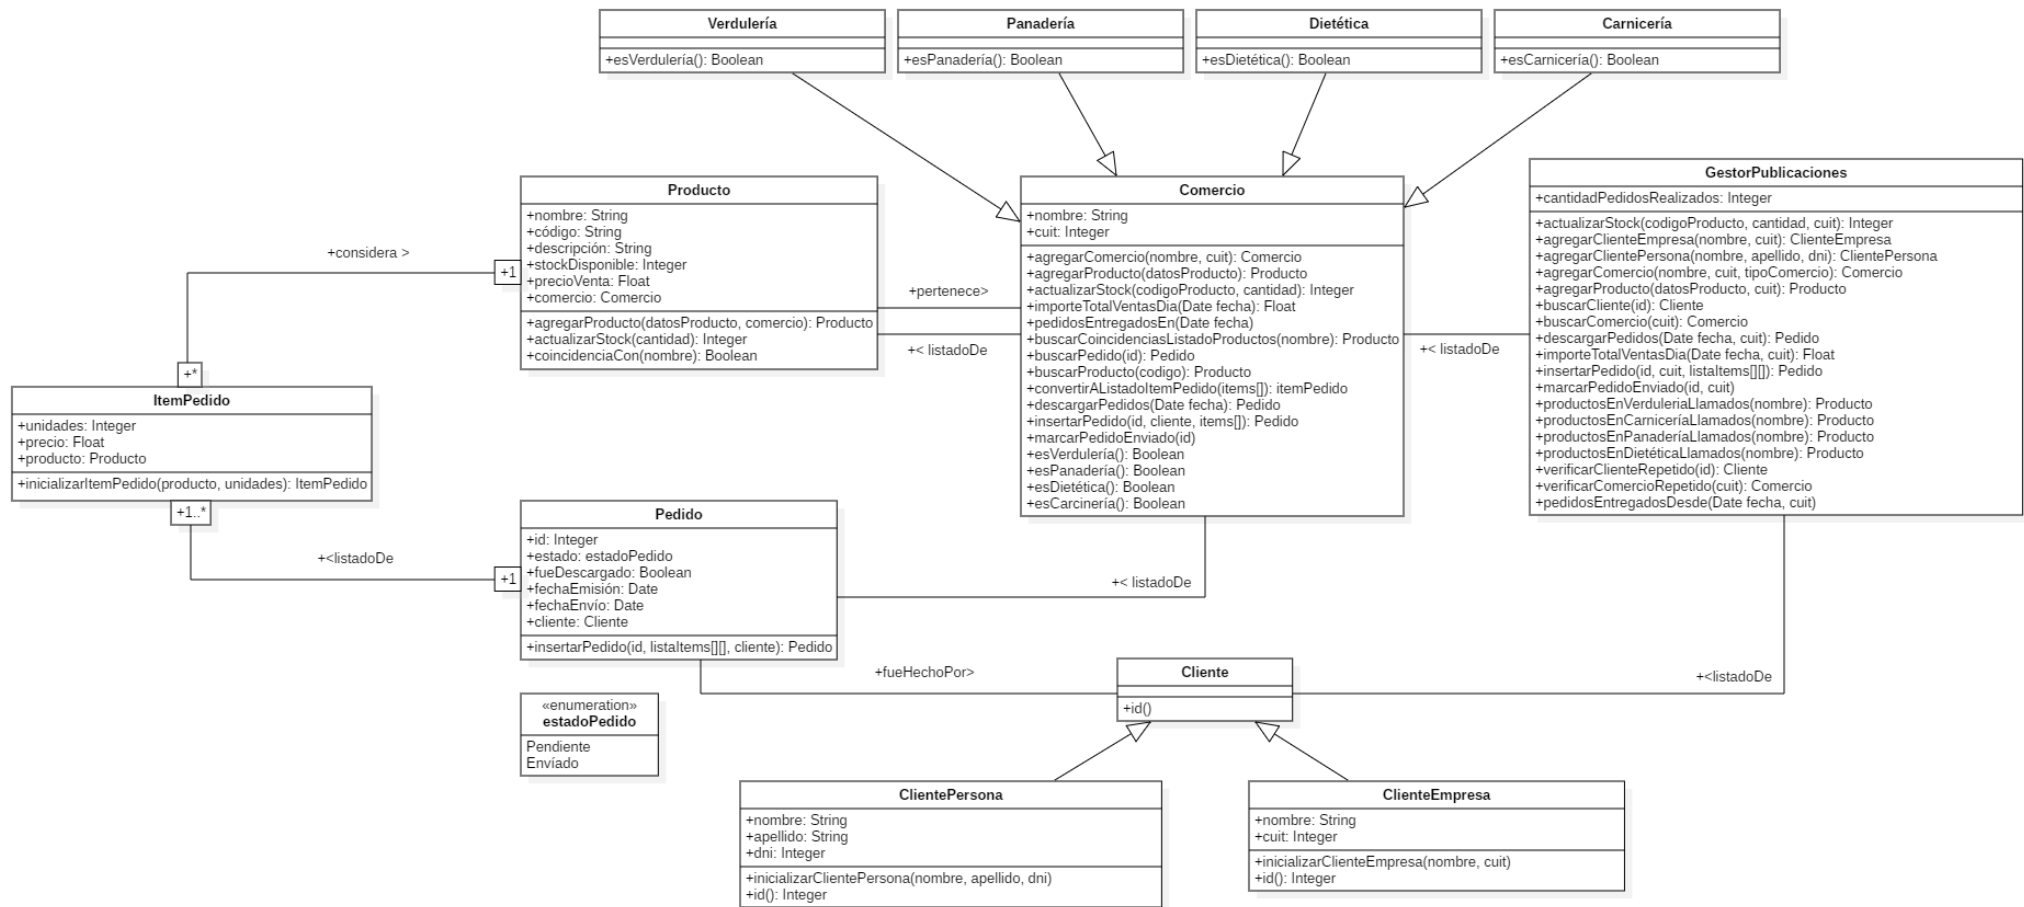 Verdulería
+esVerdulería(): Boolean
Panadería
+esPanadería(): Boolean
Dietética
+esDietética(): Boolean
Carnicería
+esCarnicería(): Boolean
Producto
+nombre: String
+código: String
+descripción: String
+stockDisponible: Integer
+precioVenta: Float
+comercio: Comercio
+agregarProducto(datosProducto, comercio): Producto
+actualizarStock(cantidad): Integer
+coincidenciaCon(nombre): Boolean
Comercio
+nombre: String
+cuit: Integer
+agregarComercio(nombre, cuit): Comercio
+agregarProducto(datosProducto): Producto
+actualizarStock(codigoProducto, cantidad): Integer
+importeTotalVentasDia(Date fecha): Float
+pedidosEntregadosEn(Date fecha)
+buscarCoincidenciasListadoProductos(nombre): Producto
+buscarPedido(id): Pedido
+buscarProducto(codigo): Producto
+convertirAListadoItemPedido(items[]): itemPedido
+descargarPedidos(Date fecha): Pedido
+insertarPedido(id, cliente, items[]): Pedido
+marcarPedidoEnviado(id)
+esVerdulería(): Boolean
+esPanadería(): Boolean
+esDietética(): Boolean
+esCarcinería(): Boolean
GestorPublicaciones
+cantidadPedidosRealizados: Integer
+actualizarStock(codigoProducto, cantidad, cuit): Integer
+agregarClienteEmpresa(nombre, cuit): ClienteEmpresa
+agregarClientePersona(nombre, apellido, dni): ClientePersona
+agregarComercio(nombre, cuit, tipoComercio): Comercio
+agregarProducto(datosProducto, cuit): Producto
+buscarCliente(id): Cliente
+buscarComercio(cuit): Comercio
+descargarPedidos(Date fecha, cuit): Pedido
+importeTotalVentasDia(Date fecha, cuit): Float
+insertarPedido(id, cuit, listaItems[][]): Pedido
+marcarPedidoEnviado(id, cuit)
+productosEnVerduleriaLlamados(nombre): Producto
+productosEnCarniceríaLlamados(nombre): Producto
+productosEnPanaderíaLlamados(nombre): Producto
+productosEnDietéticaLlamados(nombre): Producto
+verificarClienteRepetido(id): Cliente
+verificarComercioRepetido(cuit): Comercio
+pedidosEntregadosDesde(Date fecha, cuit)
+considera >
+1
+*
+pertenece>
+< listadoDe
+< listadoDe
ItemPedido
+unidades: Integer
+precio: Float
+producto: Producto
+inicializarItemPedido(producto, unidades): ItemPedido
+1..*
+<listadoDe
+1
Pedido
+id: Integer
+estado: estadoPedido
+fueDescargado: Boolean
+fechaEmisión: Date
+fechaEnvío: Date
+cliente: Cliente
+insertarPedido(id, listaItems[][], cliente): Pedido
+< listadoDe
+fueHechoPor>
+<listadoDe
Cliente
+id()
«enumeration»
estadoPedido
Pendiente
Envíado
ClientePersona
+nombre: String
+apellido: String
+dni: Integer
+inicializarClientePersona(nombre, apellido, dni)
+id(): Integer
ClienteEmpresa
+nombre: String
+cuit: Integer
+inicializarClienteEmpresa(nombre, cuit)
+id(): Integer